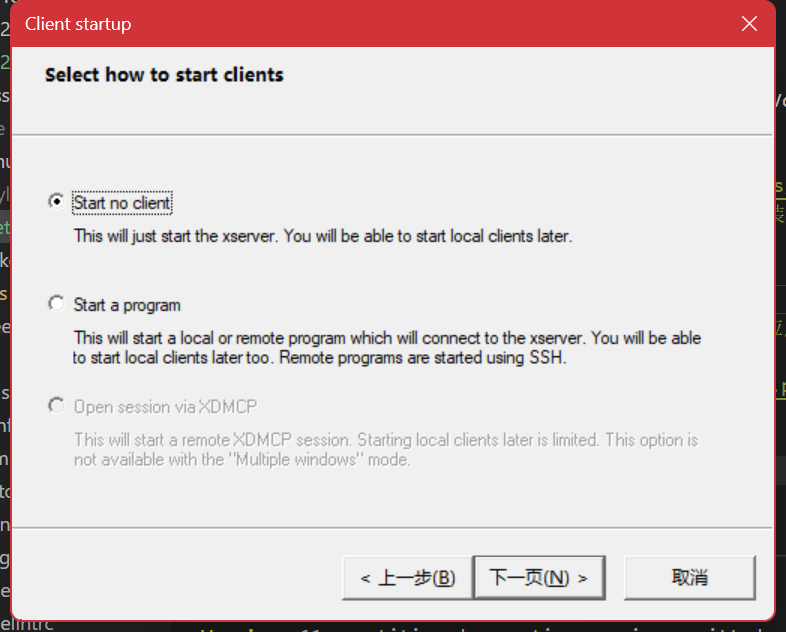 Client startup
Select how to start clients
Start no client
This will just start the xserver. You will be able to start local clients later.
Start a program
This will start a local or remote program which will connect to the xserver. You will be able
to start local clients later too. Remote programs are started using SSH.
Open session via XDMCP
This will start a remote XDMCP session. Starting local clients later is limited. This option is
not available with the "Multiple windows" mode.
< 上一步(B)
下一页(N) >
取消